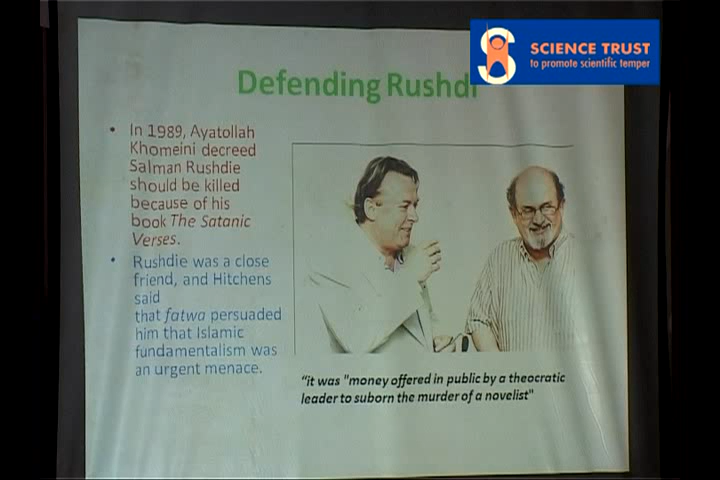 SCIENCE TRUST
to promote scientific temper
Defending Rushdi
In 1989, Ayatollah
Khomeini decreed
Salman Rushdie
should be killed
because of his
book The Satanic
Verses.
Rushdie was a close
friend, and Hitchens
said
that fatwa persuaded
him that Islamic
fundamentalism was
an urgent menace.
"it was "money offered in public by a theocratic
leader to suborn the murder of a novelist"